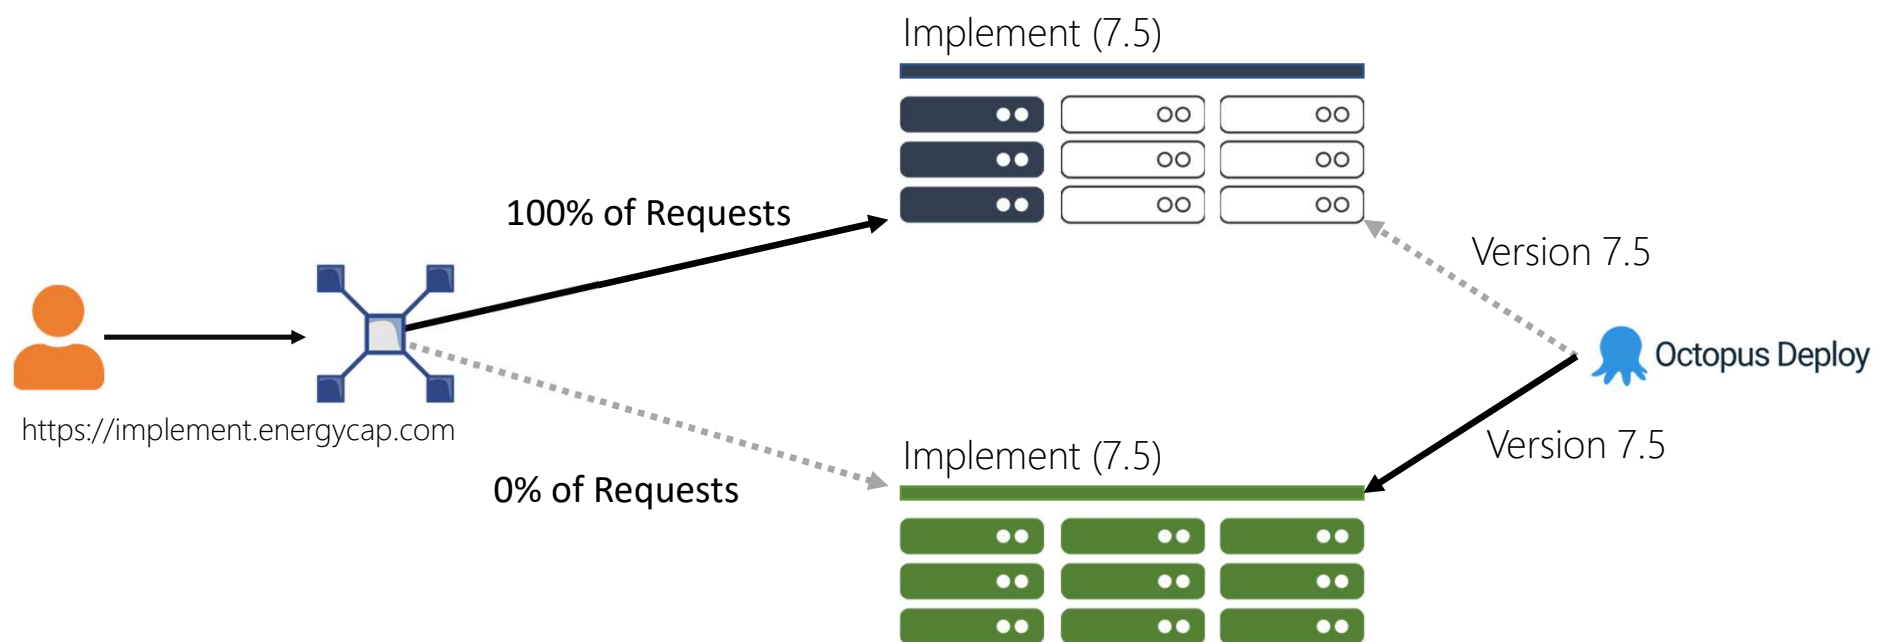 Implement (7.5)
100% of Requests
Version 7.5
Octopus Deploy
https://implement.energycap.com
Version 7.5
Implement (7.5)
0% of Requests